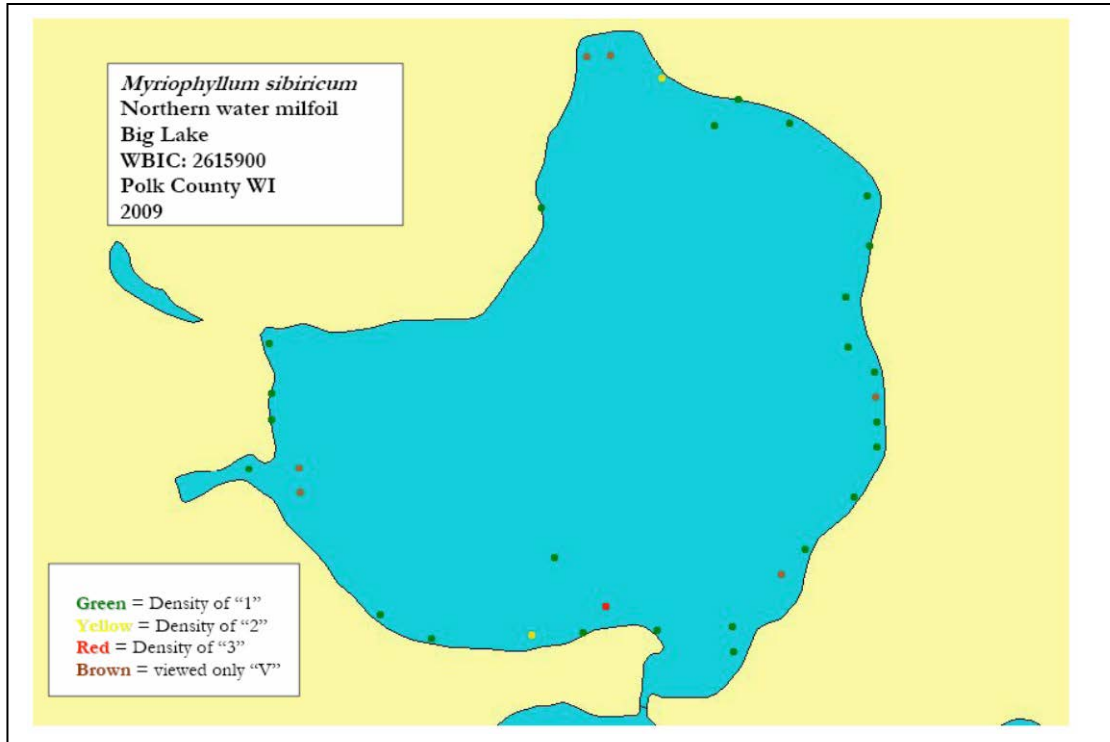 Myriophyllum sibiricum
Northern water milfoil
Big Lake
WBIC: 2615900
Polk County WI
2009
Green = Density of “1”
Yellow = Density of “2”
Red = Density of “3”
Brown = viewed only “V”